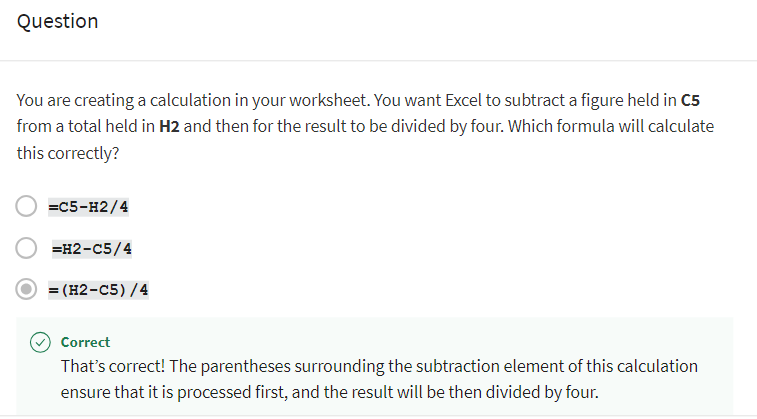 Question
You are creating a calculation in your worksheet. You want Excel to subtract a figure held in C5
from a total held in H2 and then for the result to be divided by four. Which formula will calculate
this correctly?
=C5-H2/4
=H2-C5/4
=(H2-C5)/4
Correct
That’s correct! The parentheses surrounding the subtraction element of this calculation
ensure that it is processed first, and the result will be then divided by four.